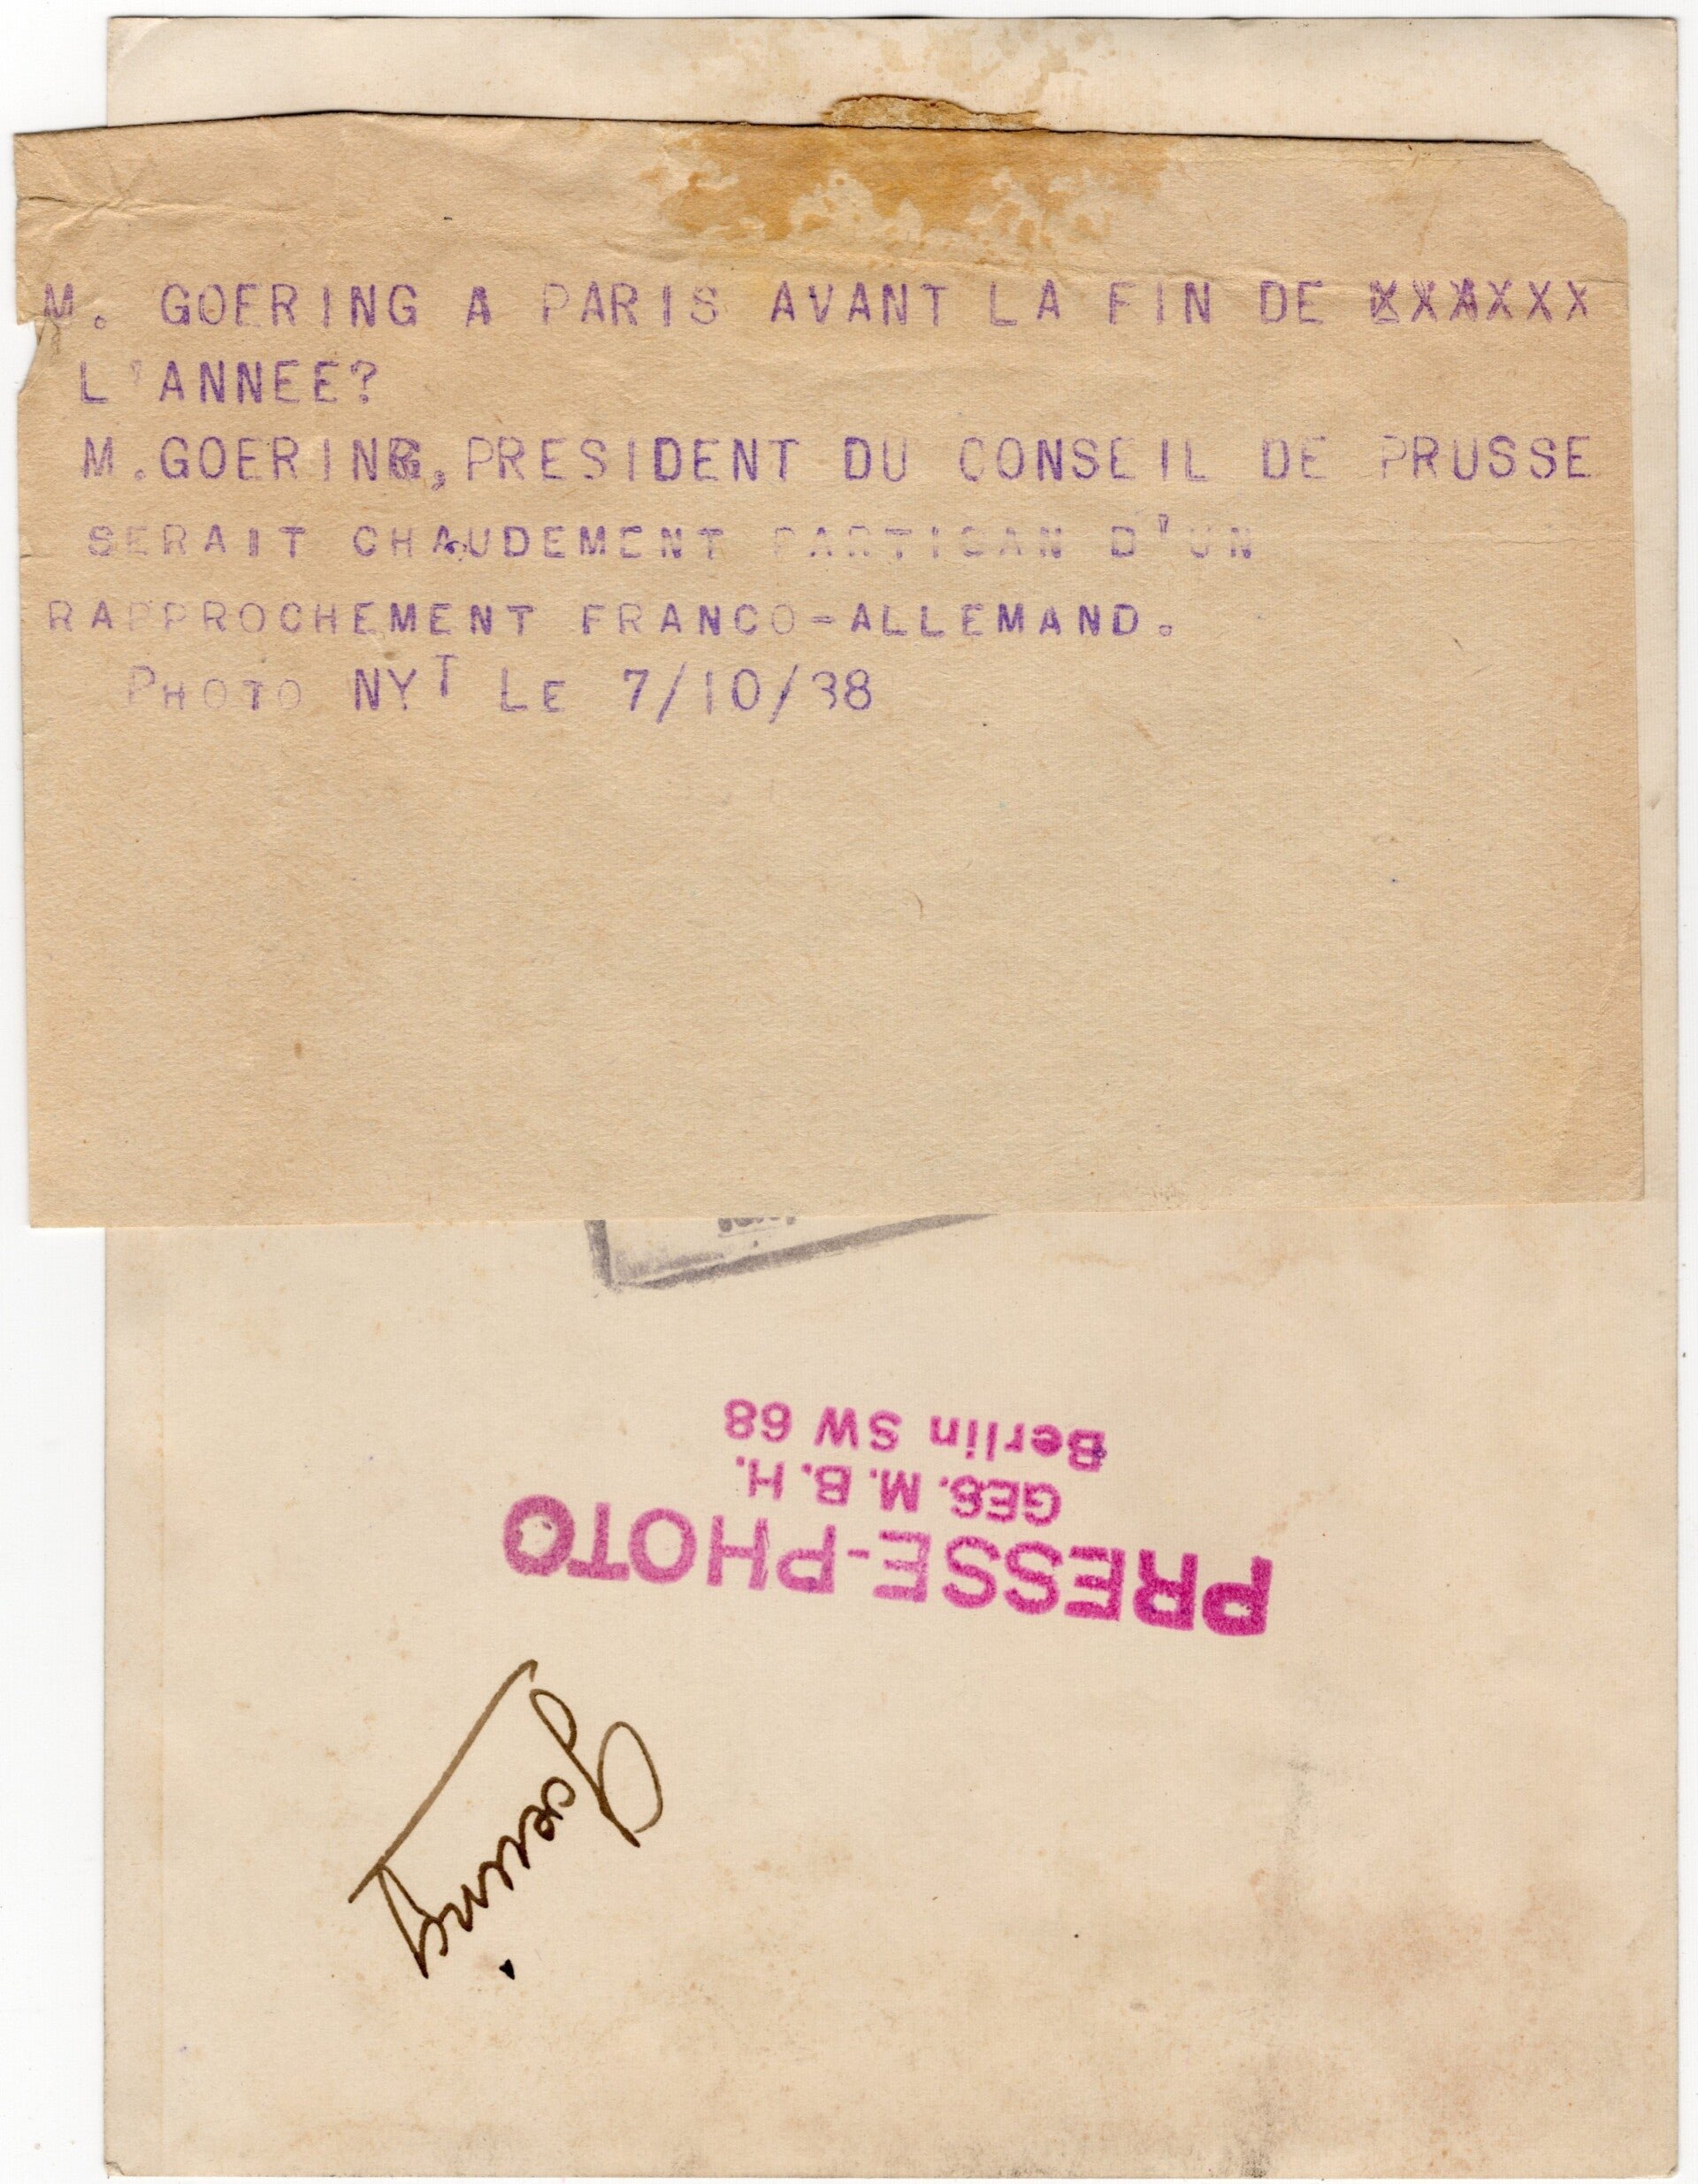 M. GOERING A PARIS AVANT LA FIN DE XXXXXX
L'ANNEE?
M.GOERING,PRESIDENT DU CONSEIL DE PRUSSE
SERAIT CHAUDEMENT PARTISAN D'UN
RAPPROCHEMENT FRANCO-ALLEMAND.
PHOTO NYT LE 7/10/38
PRESSE-PHOTO
GES. M. B. H.
Berlin SW 68
Goering